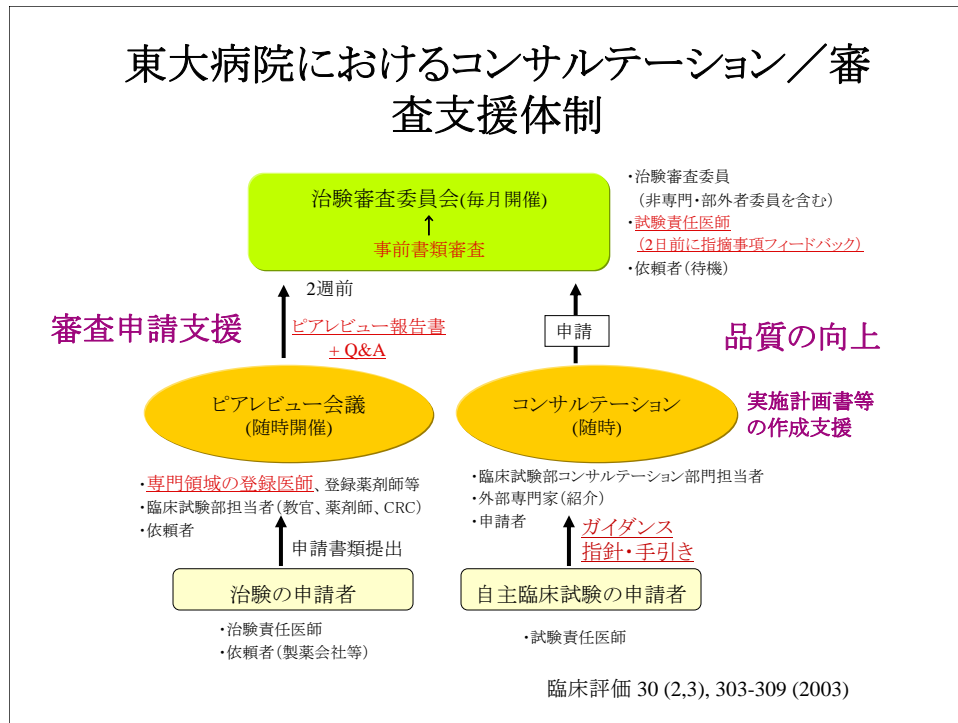 東大病院におけるコンサルテーション／審
査支援体制
治験審査委員会(毎月開催)
↑
事前書類審査
・治験審査委員
（非専門・部外者委員を含む）
・試験責任医師
（2日前に指摘事項フィードバック）
・依頼者（待機）
2週前
審査申請支援
ピアレビュー報告書
+ Q&A
申請
品質の向上
ピアレビュー会議
(随時開催)
コンサルテーション
(随時)
実施計画書等
の作成支援
・専門領域の登録医師、登録薬剤師等
・臨床試験部担当者（教官、薬剤師、CRC）
・依頼者
・臨床試験部コンサルテーション部門担当者
・外部専門家（紹介）
・申請者
申請書類提出
ガイダンス
指針・手引き
治験の申請者
自主臨床試験の申請者
・治験責任医師
・依頼者（製薬会社等）
・試験責任医師
臨床評価 30 (2,3), 303-309 (2003)